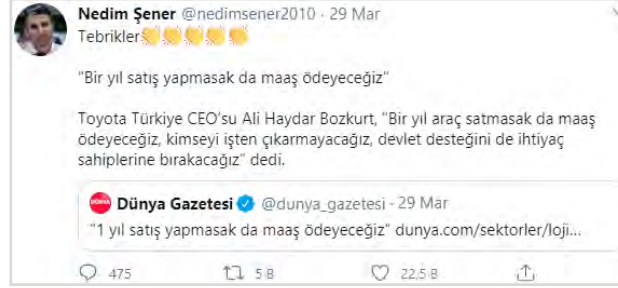 Nedim Şener @nedimsener2010 · 29 Mar
Tebrikler👏👏👏👏👏
"Bir yıl satış yapmasak da maaş ödeyeceğiz"
Toyota Türkiye CEO'su Ali Haydar Bozkurt, "Bir yıl araç satmasak da maaş
ödeyeceğiz, kimseyi işten çıkarmayacağız, devlet desteğini de ihtiyaç
sahiplerine bırakacağız" dedi.
DÜNYA Dünya Gazetesi @dunya_gazetesi · 29 Mar
"1 yıl satış yapmasak da maaş ödeyeceğiz" dunya.com/sektorler/loji...
475 5 B 22,5 B